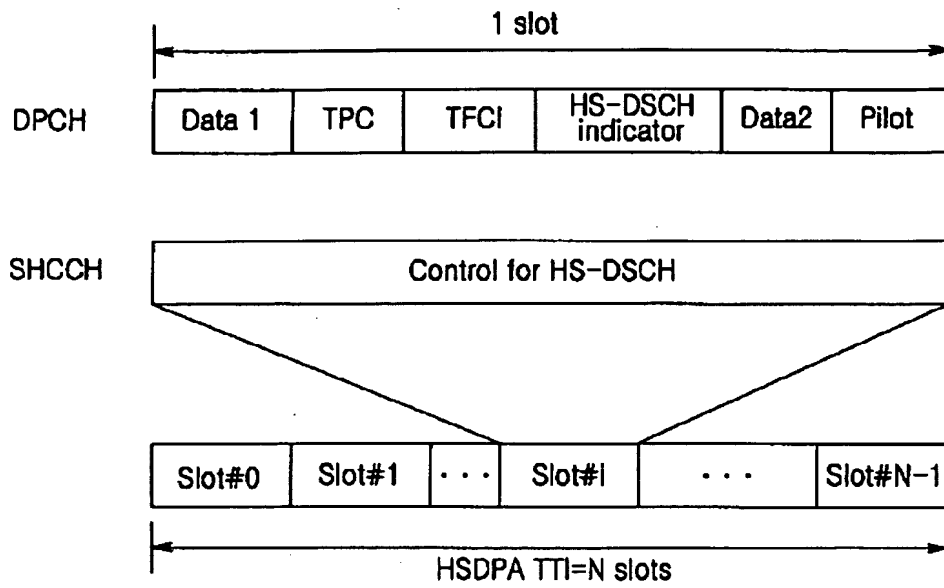 1 slot
DPCH
Data 1 TPC TFCI HS-DSCH indicator Data2 Pilot
SHCCH
Control for HS-DSCH
Slot#0 Slot#1 ··· Slot#i ··· Slot#N-1
HSDPA TTI=N slots